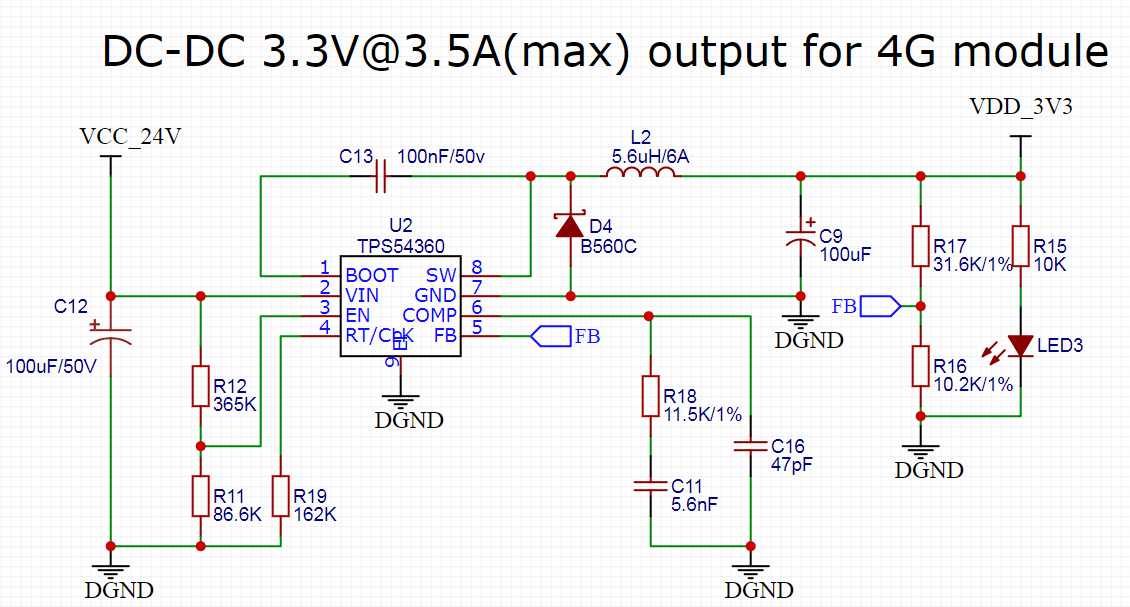 DC-DC 3.3V@3.5A(max) output for 4G module
VDD_3V3
VCC_24V
L2
5.6uH/6A
C13 100nF/50v
U2
TPS54360
D4
B560C
C9
100uF
R17
31.6K/1%
R15
10K
1 BOOT SW 8
2 VIN GND 7
3 EN COMP 6
4 RT/CLK FB 5
EP
9
FB
FB
C12
100uF/50V
DGND
DGND
LED3
R16
10.2K/1%
R12
365K
R18
11.5K/1%
C16
47pF
DGND
C11
5.6nF
R11
86.6K
R19
162K
DGND
DGND